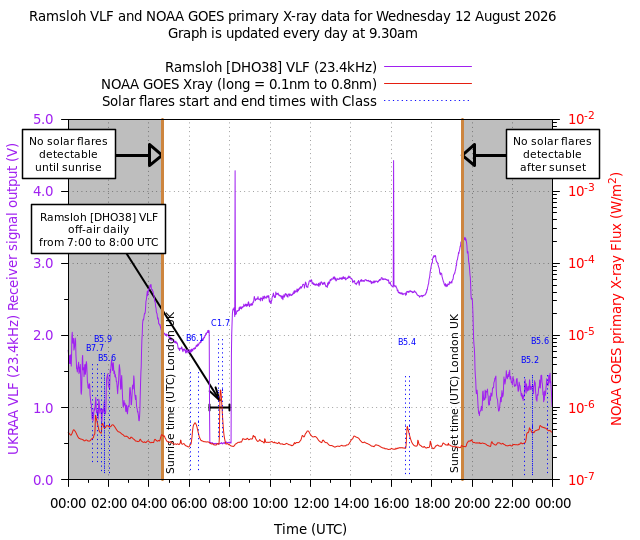 Ramsloh VLF and NOAA GOES primary X-ray data for Wednesday 12 August 2026
Graph is updated every day at 9.30am
Ramsloh [DHO38] VLF (23.4kHz)
NOAA GOES Xray (long = 0.1nm to 0.8nm)
Solar flares start and end times with Class
5.0
4.0
3.0
2.0
1.0
0.0
UKRAA VLF (23.4kHz) Receiver signal output (V)
No solar flares
detectable
until sunrise
Ramsloh [DHO38] VLF
off-air daily
from 7:00 to 8:00 UTC
B7.7
B5.9
B5.6
B6.1
C1.7
B5.4
B5.2
B5.6
Sunrise time (UTC) London UK
Sunset time (UTC) London UK
No solar flares
detectable
after sunset
10-2
10-3
10-4
10-5
10-6
10-7
NOAA GOES primary X-ray Flux (W/m2)
00:00 02:00 04:00 06:00 08:00 10:00 12:00 14:00 16:00 18:00 20:00 22:00 00:00
Time (UTC)